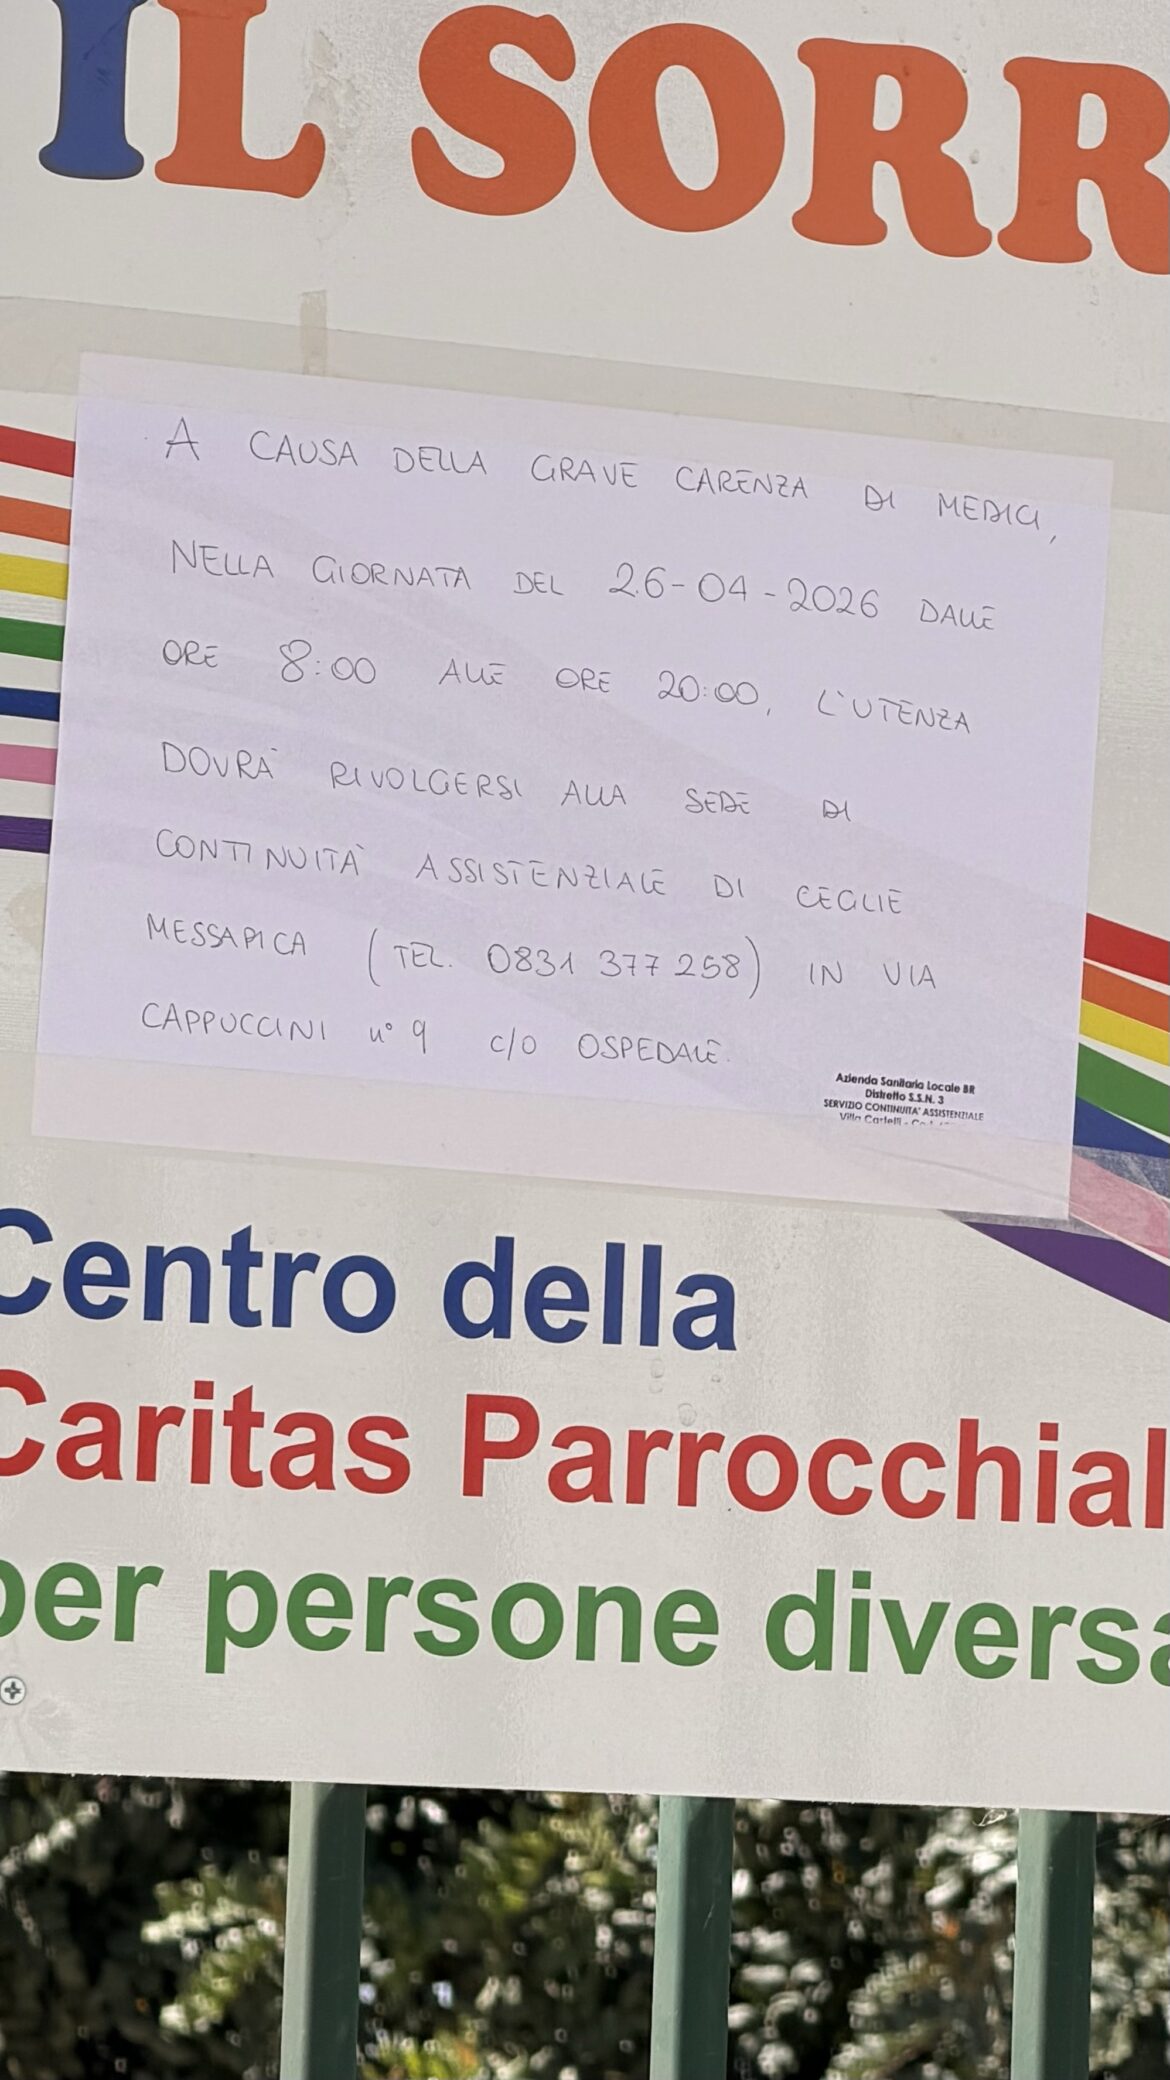 IL SORR
A CAUSA DELLA GRAVE CARENZA DI MEDICI,
NELLA GIORNATA DEL 26-04-2026 DALLE
ORE 8:00 ALLE ORE 20:00, L'UTENZA
DOVRÀ RIVOLGERSI ALLA SEDE DI
CONTINUITÀ ASSISTENZIALE DI CEGLIE
MESSAPICA (TEL. 0831 377 258) IN VIA
CAPPUCCINI n° 9 c/o OSPEDALE.
Azienda Sanitaria Locale BR
Distretto S.S.N. 3
SERVIZIO CONTINUITA' ASSISTENZIALE
Villa Castelli -
Centro della
Caritas Parrocchial
per persone diversa